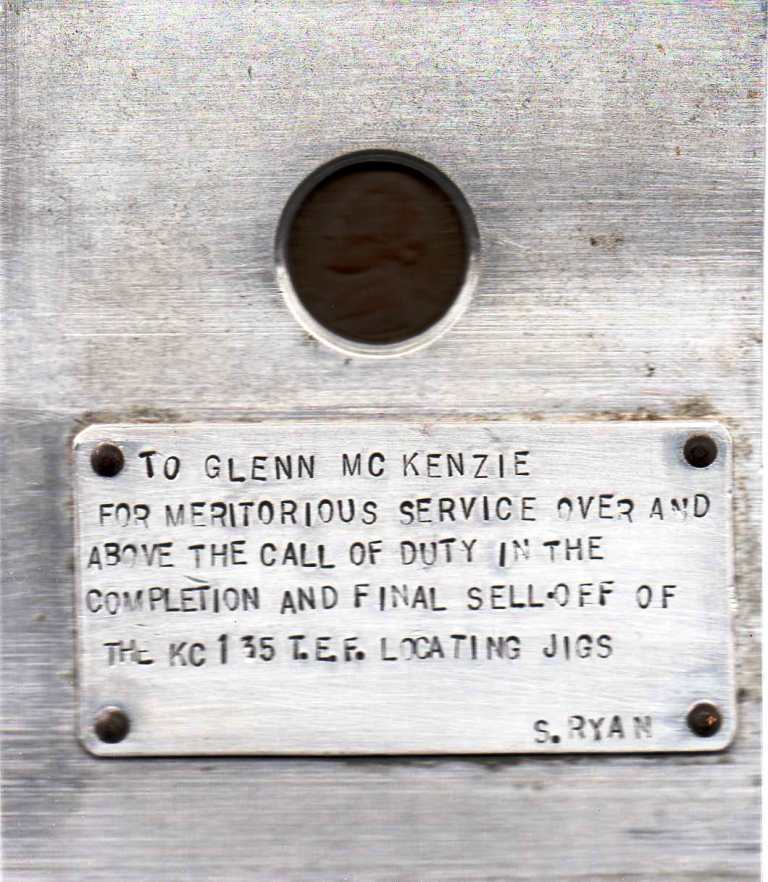 TO GLENN MC KENZIE
FOR MERITORIOUS SERVICE OVER AND
ABOVE THE CALL OF DUTY IN THE
COMPLETION AND FINAL SELL-OFF OF
THE KC 135 T.E.F. LOCATING JIGS
S. RYAN